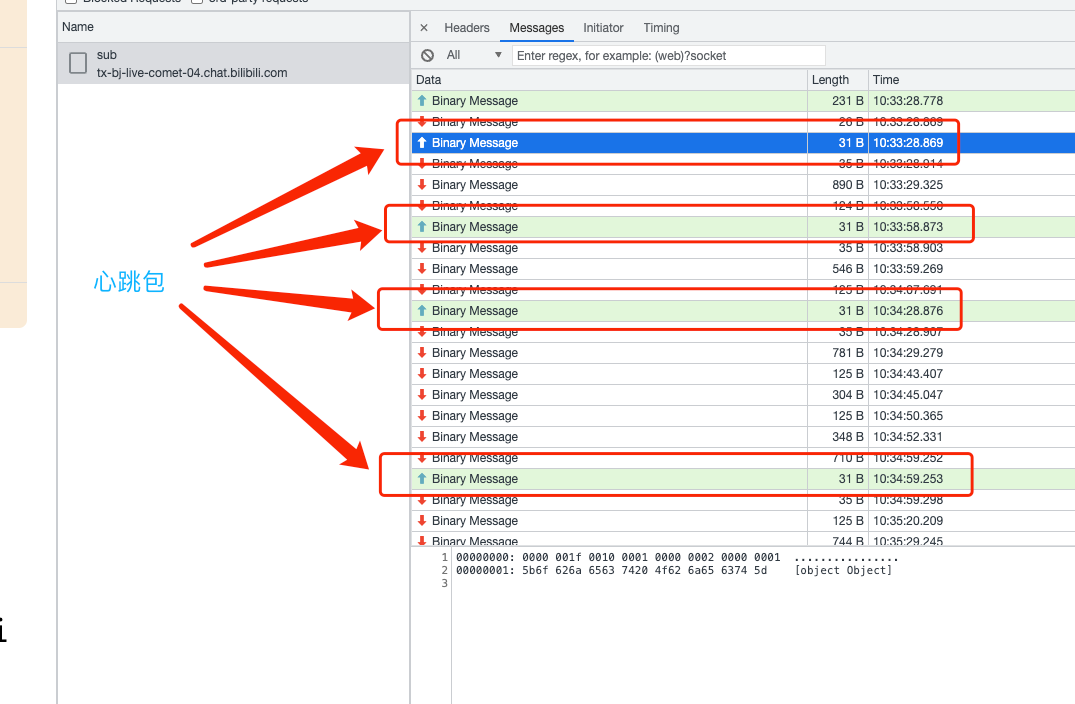 Blocked Requests 3rd-party requests
Name
sub
tx-bj-live-comet-04.chat.bilibili.com
心跳包
× Headers Messages Initiator Timing
All ▼ Enter regex, for example: (web)?socket
Data Length Time
Binary Message 231 B 10:33:28.778
Binary Message 26 B 10:33:28.869
Binary Message 31 B 10:33:28.869
Binary Message 35 B 10:33:28.914
Binary Message 890 B 10:33:29.325
Binary Message 124 B 10:33:58.550
Binary Message 31 B 10:33:58.873
Binary Message 35 B 10:33:58.903
Binary Message 546 B 10:33:59.269
Binary Message 125 B 10:34:07.691
Binary Message 31 B 10:34:28.876
Binary Message 35 B 10:34:28.907
Binary Message 781 B 10:34:29.279
Binary Message 125 B 10:34:43.407
Binary Message 304 B 10:34:45.047
Binary Message 125 B 10:34:50.365
Binary Message 348 B 10:34:52.331
Binary Message 710 B 10:34:59.252
Binary Message 31 B 10:34:59.253
Binary Message 35 B 10:34:59.298
Binary Message 125 B 10:35:20.209
Binary Message 744 B 10:35:29.245
1 00000000: 0000 001f 0010 0001 0000 0002 0000 0001 ................
2 00000001: 5b6f 626a 6563 7420 4f62 6a65 6374 5d [object Object]
3
i